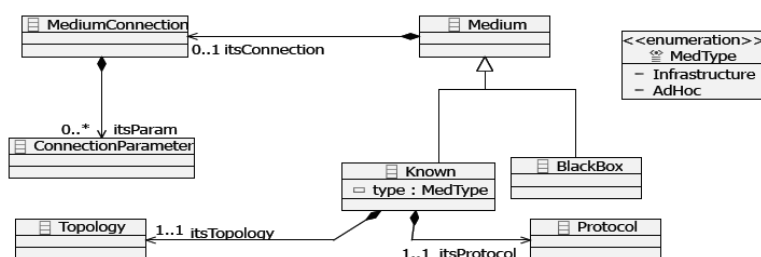 MediumConnection
Medium
0..1 itsConnection
<<enumeration>>
MedType
− Infrastructure
− AdHoc
0..* itsParam
ConnectionParameter
Known
type : MedType
BlackBox
Topology
1..1 itsTopology
1..1 itsProtocol
Protocol